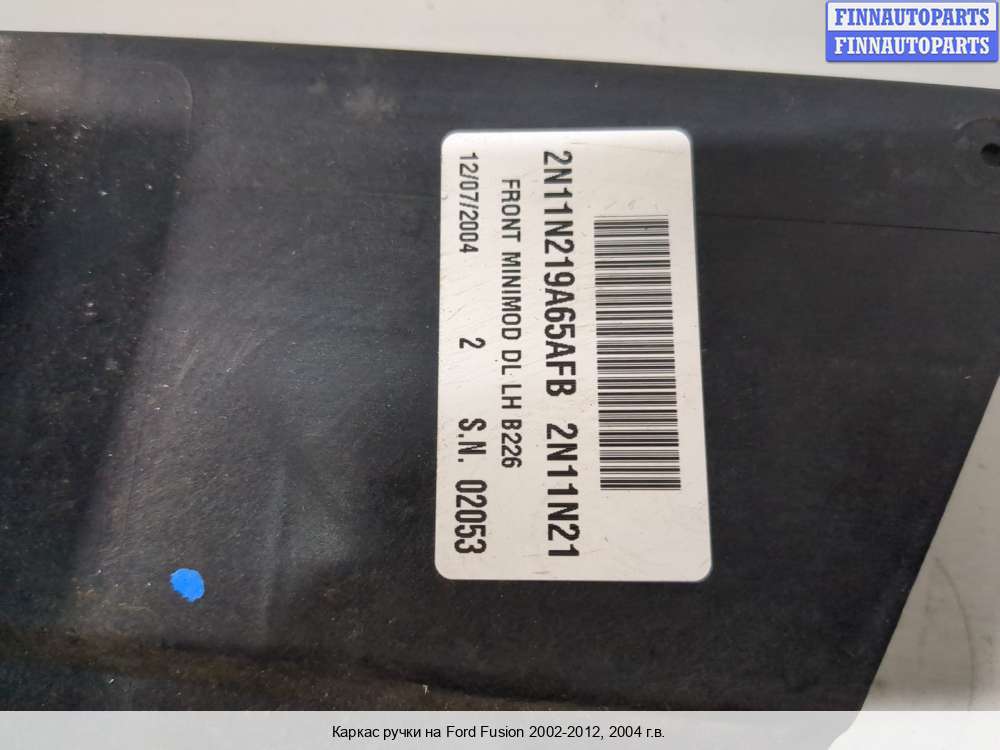 FINNAUTOPARTS
FINNAUTOPARTS
2N11N219A65AFB 2N11N21
FRONT MINIMOD DL LH B226
12/07/2004 2 S.N. 02053
Каркас ручки на Ford Fusion 2002-2012, 2004 г.в.